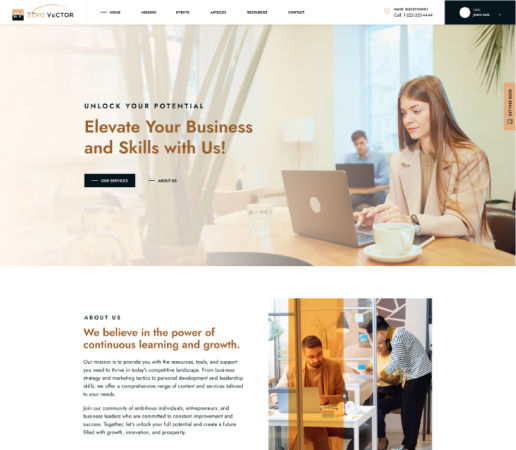 ZERO VECTOR
HOME MISSION EVENTS ARTICLES RESOURCES CONTACT
HAVE QUESTIONS?
Call: 1-222-333-4444
Hello
UNLOCK YOUR POTENTIAL
Elevate Your Business
and Skills with Us!
OUR SERVICES
ABOUT US
ABOUT US
We believe in the power of
continuous learning and growth.
Our mission is to provide you with the resources, tools, and support
you need to thrive in today's competitive landscape. From business
strategy and marketing tactics to personal development and leadership
skills, we offer a comprehensive range of content and services tailored
to your needs.
Join our community of ambitious individuals, entrepreneurs, and
business leaders who are committed to constant improvement and
success. Together, let's unlock your full potential and create a future
filled with growth, innovation, and prosperity.